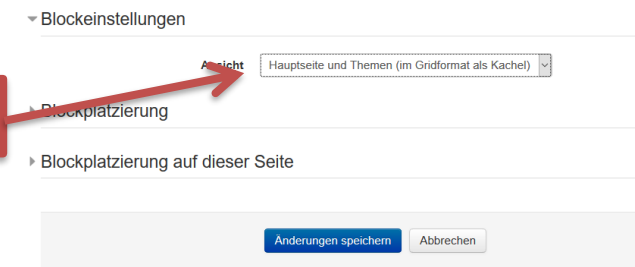 Blockeinstellungen
Ansicht Hauptseite und Themen (im Gridformat als Kachel)
Blockplatzierung
Blockplatzierung auf dieser Seite
Änderungen speichern Abbrechen